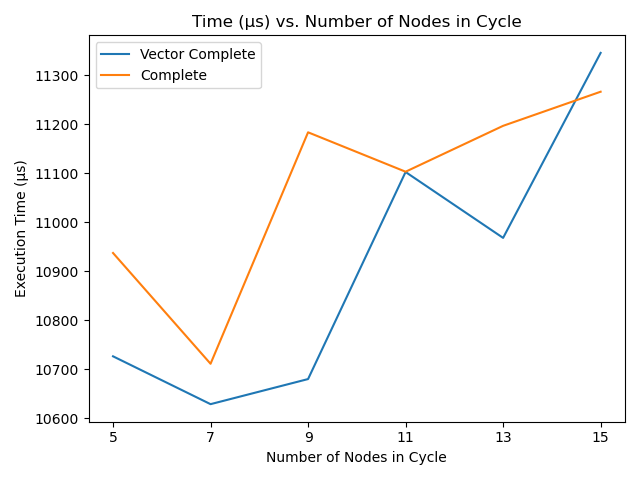 Time (μs) vs. Number of Nodes in Cycle
Vector Complete
Complete
Execution Time (μs)
11300
11200
11100
11000
10900
10800
10700
10600
5 7 9 11 13 15
Number of Nodes in Cycle